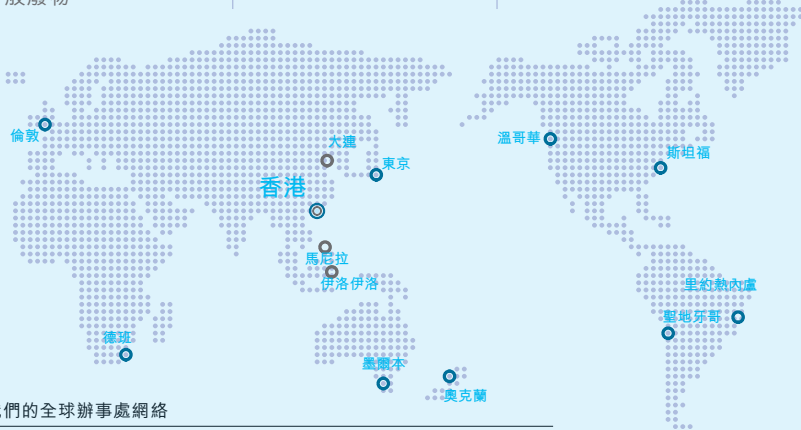 倫敦
大連
東京
香港
馬尼拉
伊洛伊洛
德班
墨爾本
奧克蘭
溫哥華
斯坦福
里約熱內盧
聖地牙哥
們的全球辦事處網絡